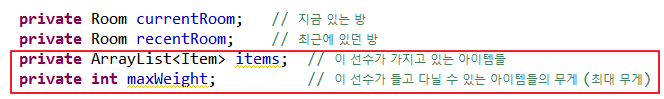 private Room currentRoom; // 지금 있는 방
private Room recentRoom; // 최근에 있던 방
private ArrayList<Item> items; // 이 선수가 가지고 있는 아이템들
private int maxWeight; // 이 선수가 들고 다닐 수 있는 아이템들의 무게 (최대 무게)